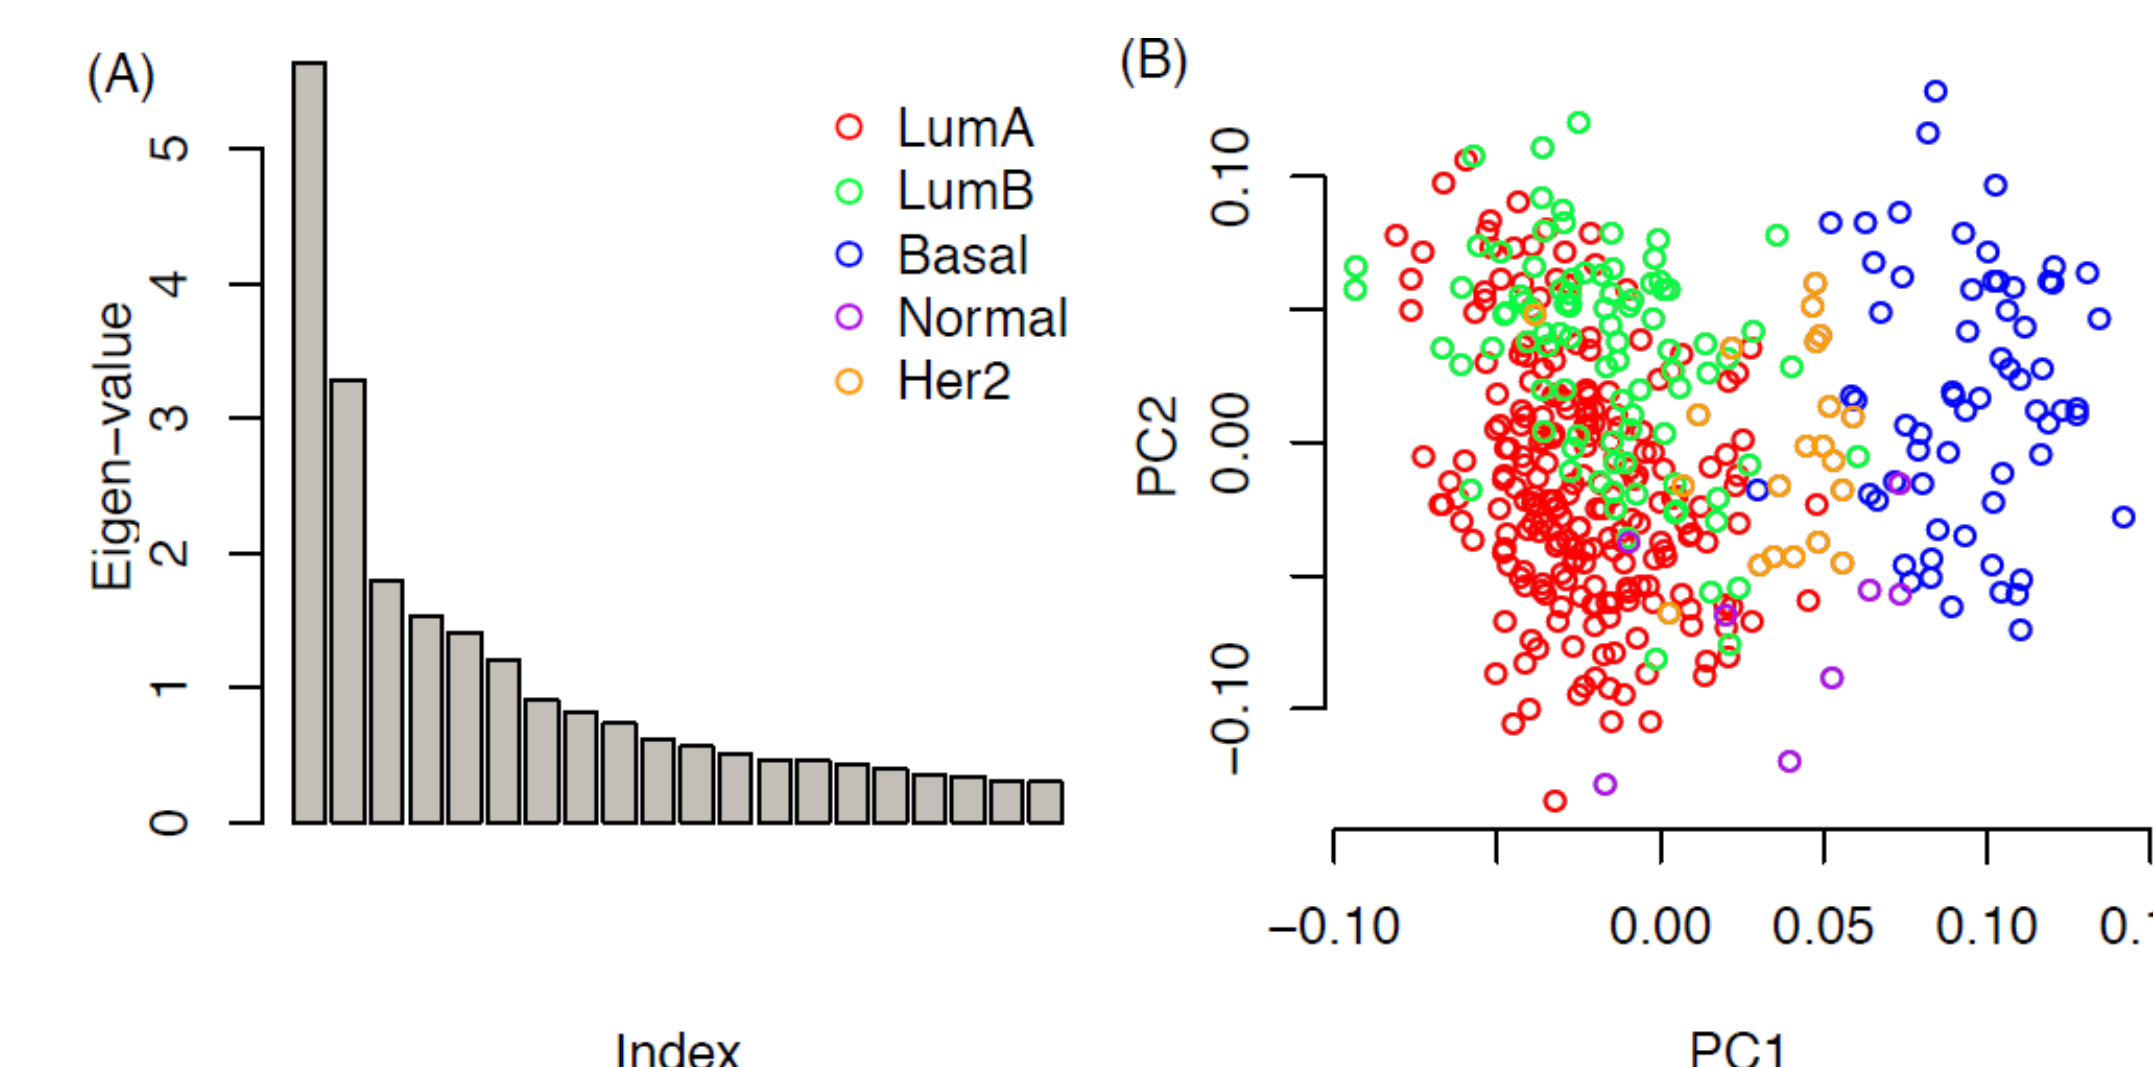 (A)
Eigen-value
5
4
3
2
1
0
LumA
LumB
Basal
Normal
Her2
Index
(B)
PC2
0.10
0.00
-0.10
-0.10
0.00
0.05
0.10
PC1